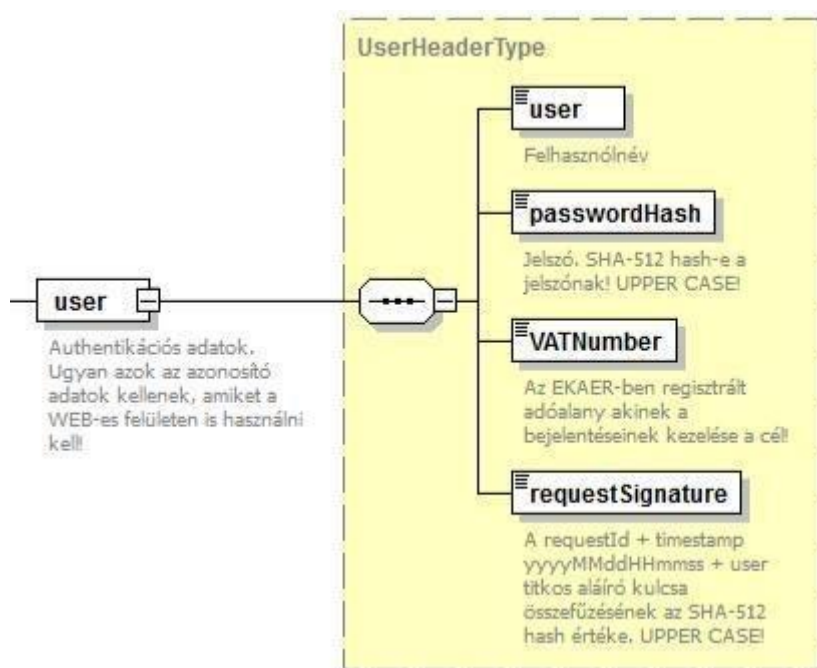 UserHeaderType
user
Felhasznólnév
passwordHash
Jelszó. SHA-512 hash-e a
jelszónak! UPPER CASE!
user
Authentikációs adatok.
Ugyan azok az azonosító
adatok kellenek, amiket a
WEB-es felületen is használni
kell!
VATNumber
Az EKAER-ben regisztrált
adóalany akinek a
bejelentéseinek kezelése a cél!
requestSignature
A requestId + timestamp
yyyyMMddHHmmss + user
titkos aláíró kulcsa
összefűzésének az SHA-512
hash értéke. UPPER CASE!